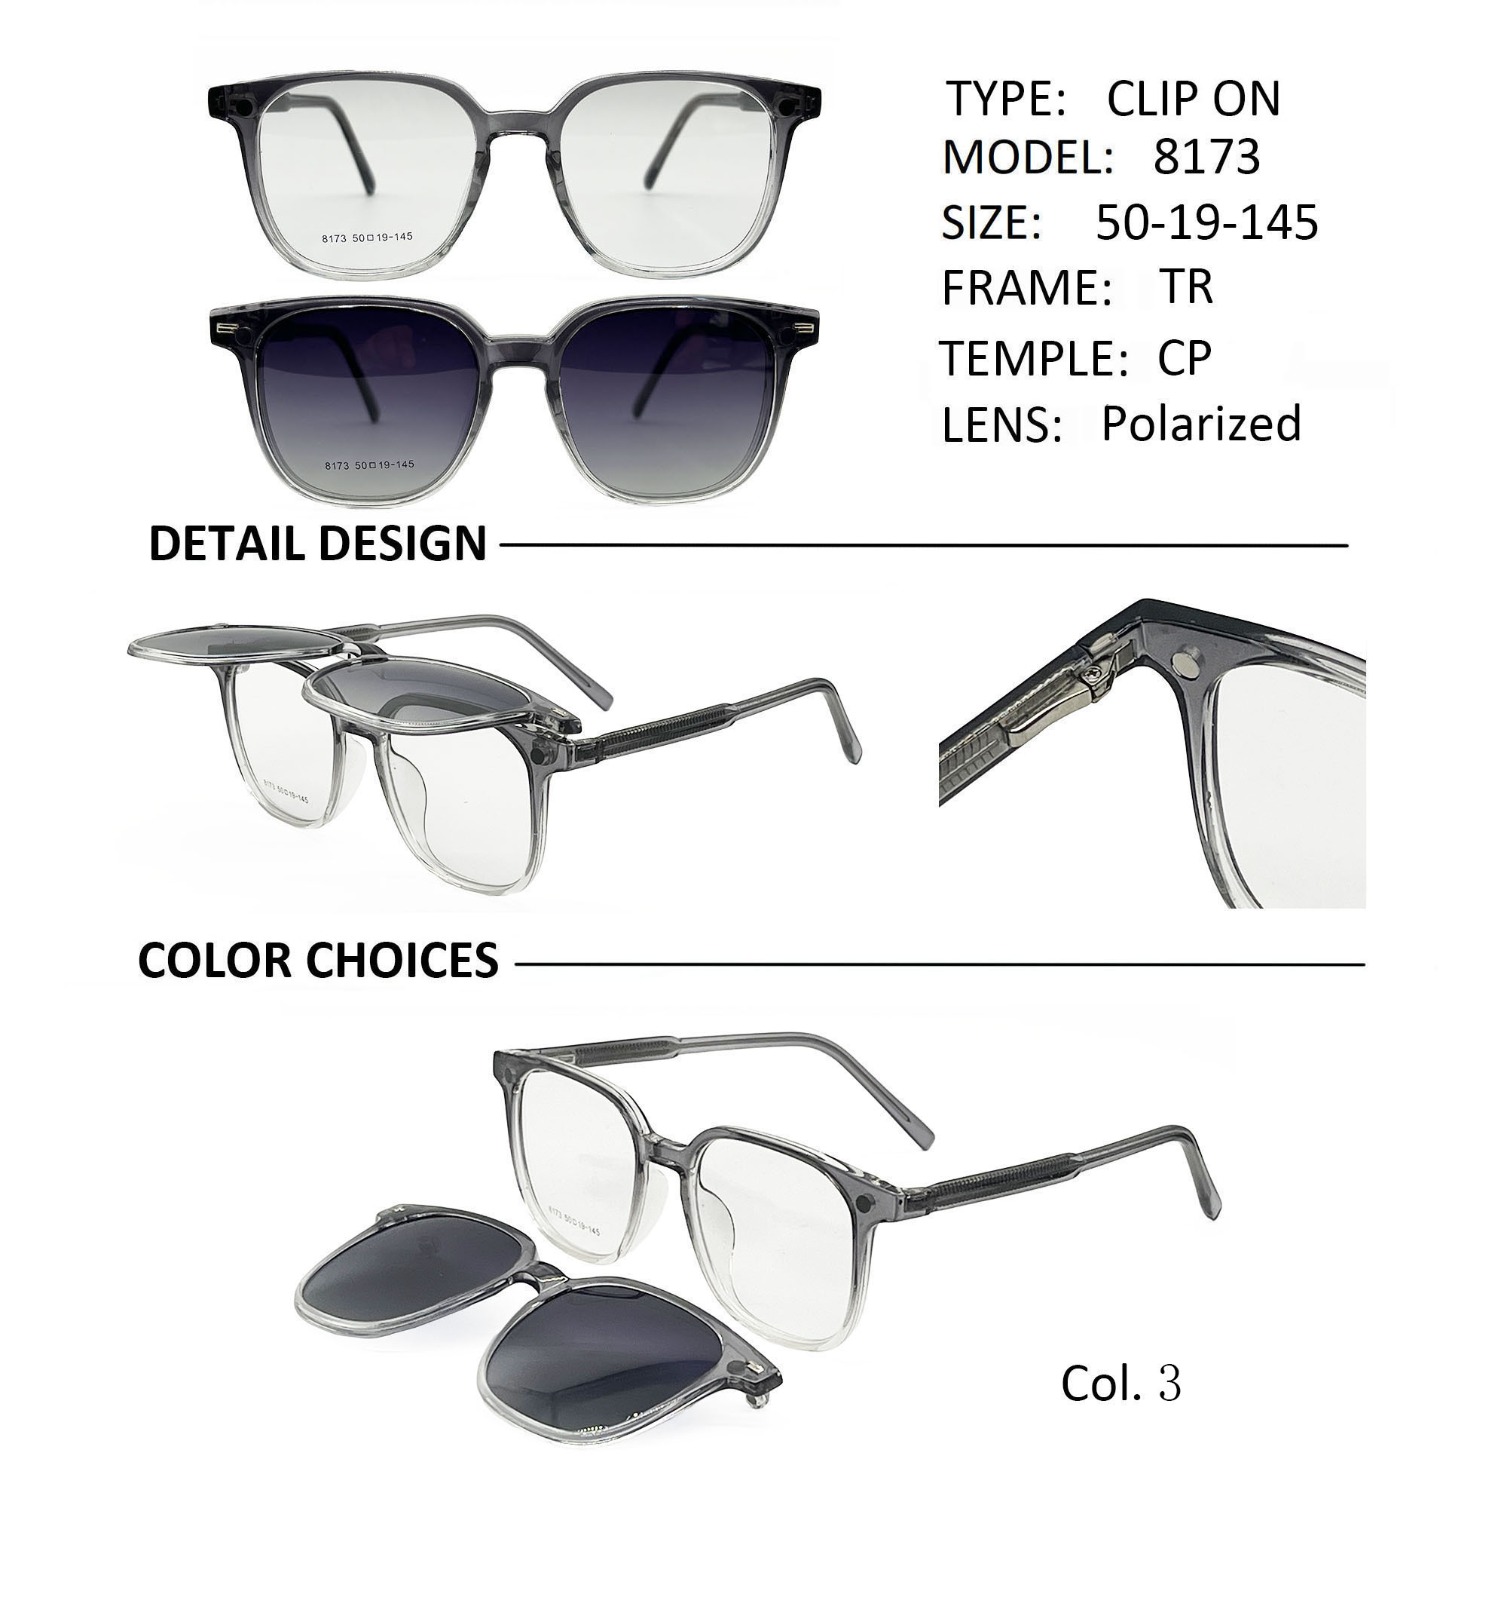 TYPE: CLIP ON
MODEL: 8173
SIZE: 50-19-145
FRAME: TR
TEMPLE: CP
LENS: Polarized
8173 50□19-145
8173 50□19-145
DETAIL DESIGN
8173 50□19-145
COLOR CHOICES
8173 50□19-145
Col. 3